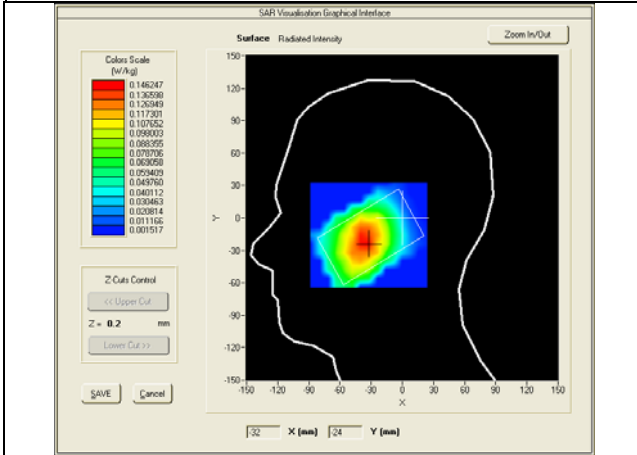 SAR Visualisation Graphical Interface
Surface Radiated Intensity
Zoom In/Out
Colors Scale
(W/kg)
0.146247
0.136598
0.126949
0.117301
0.107652
0.098003
0.088355
0.078706
0.069058
0.059409
0.049760
0.040112
0.030463
0.020814
0.011166
0.001517
Z-Cuts Control
<< Upper Cut
Z = 0.2 mm
Lower Cut >>
SAVE
Cancel
150-
120-
90-
60-
30-
0-
-30-
-60-
-90-
-120-
-150-
Y
-150 -120 -90 -60 -30 0 30 60 90 120 150
X
-32 X (mm) -24 Y (mm)